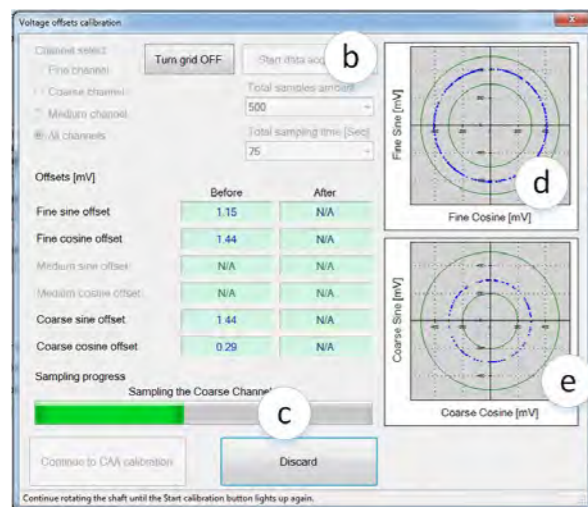 Voltage offsets calibration
Channel select
Fine channel
Coarse channel
Medium channel
All channels
Turn grid OFF
Start data acq
b
Total samples amount
500
Total sampling time [Sec]
75
Offsets [mV]
Before After
Fine sine offset 1.15 N/A
Fine cosine offset 1.44 N/A
Medium sine offset N/A N/A
Medium cosine offset N/A N/A
Coarse sine offset 1.44 N/A
Coarse cosine offset 0.29 N/A
Sampling progress
Sampling the Coarse Channel
c
Continue to CAA calibration
Discard
Continue rotating the shaft until the Start calibration button lights up again.
Fine Sine [mV]
d
Fine Cosine [mV]
Coarse Sine [mV]
e
Coarse Cosine [mV]